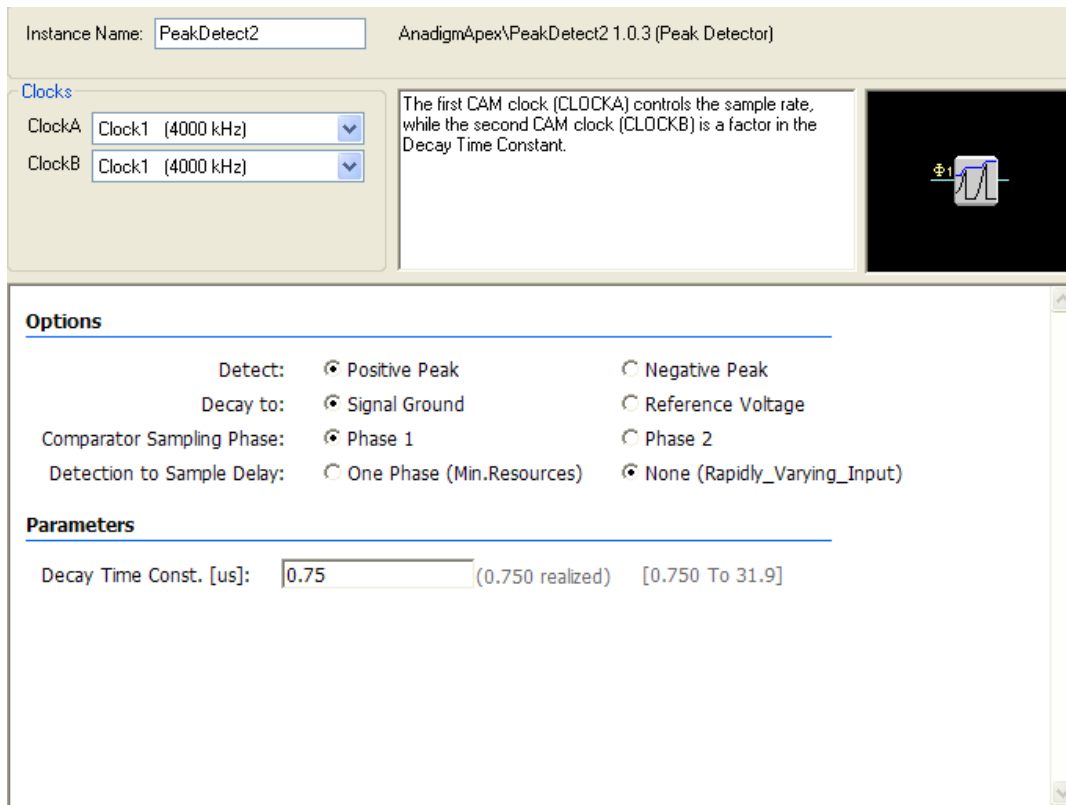 Instance Name: PeakDetect2 AnadigmApex\PeakDetect2 1.0.3 (Peak Detector)
Clocks
ClockA Clock1 (4000 kHz)
ClockB Clock1 (4000 kHz)
The first CAM clock (CLOCKA) controls the sample rate,
while the second CAM clock (CLOCKB) is a factor in the
Decay Time Constant.
Φ1
Options
Detect: Positive Peak Negative Peak
Decay to: Signal Ground Reference Voltage
Comparator Sampling Phase: Phase 1 Phase 2
Detection to Sample Delay: One Phase (Min.Resources) None (Rapidly_Varying_Input)
Parameters
Decay Time Const. [us]: 0.75 (0.750 realized) [0.750 To 31.9]